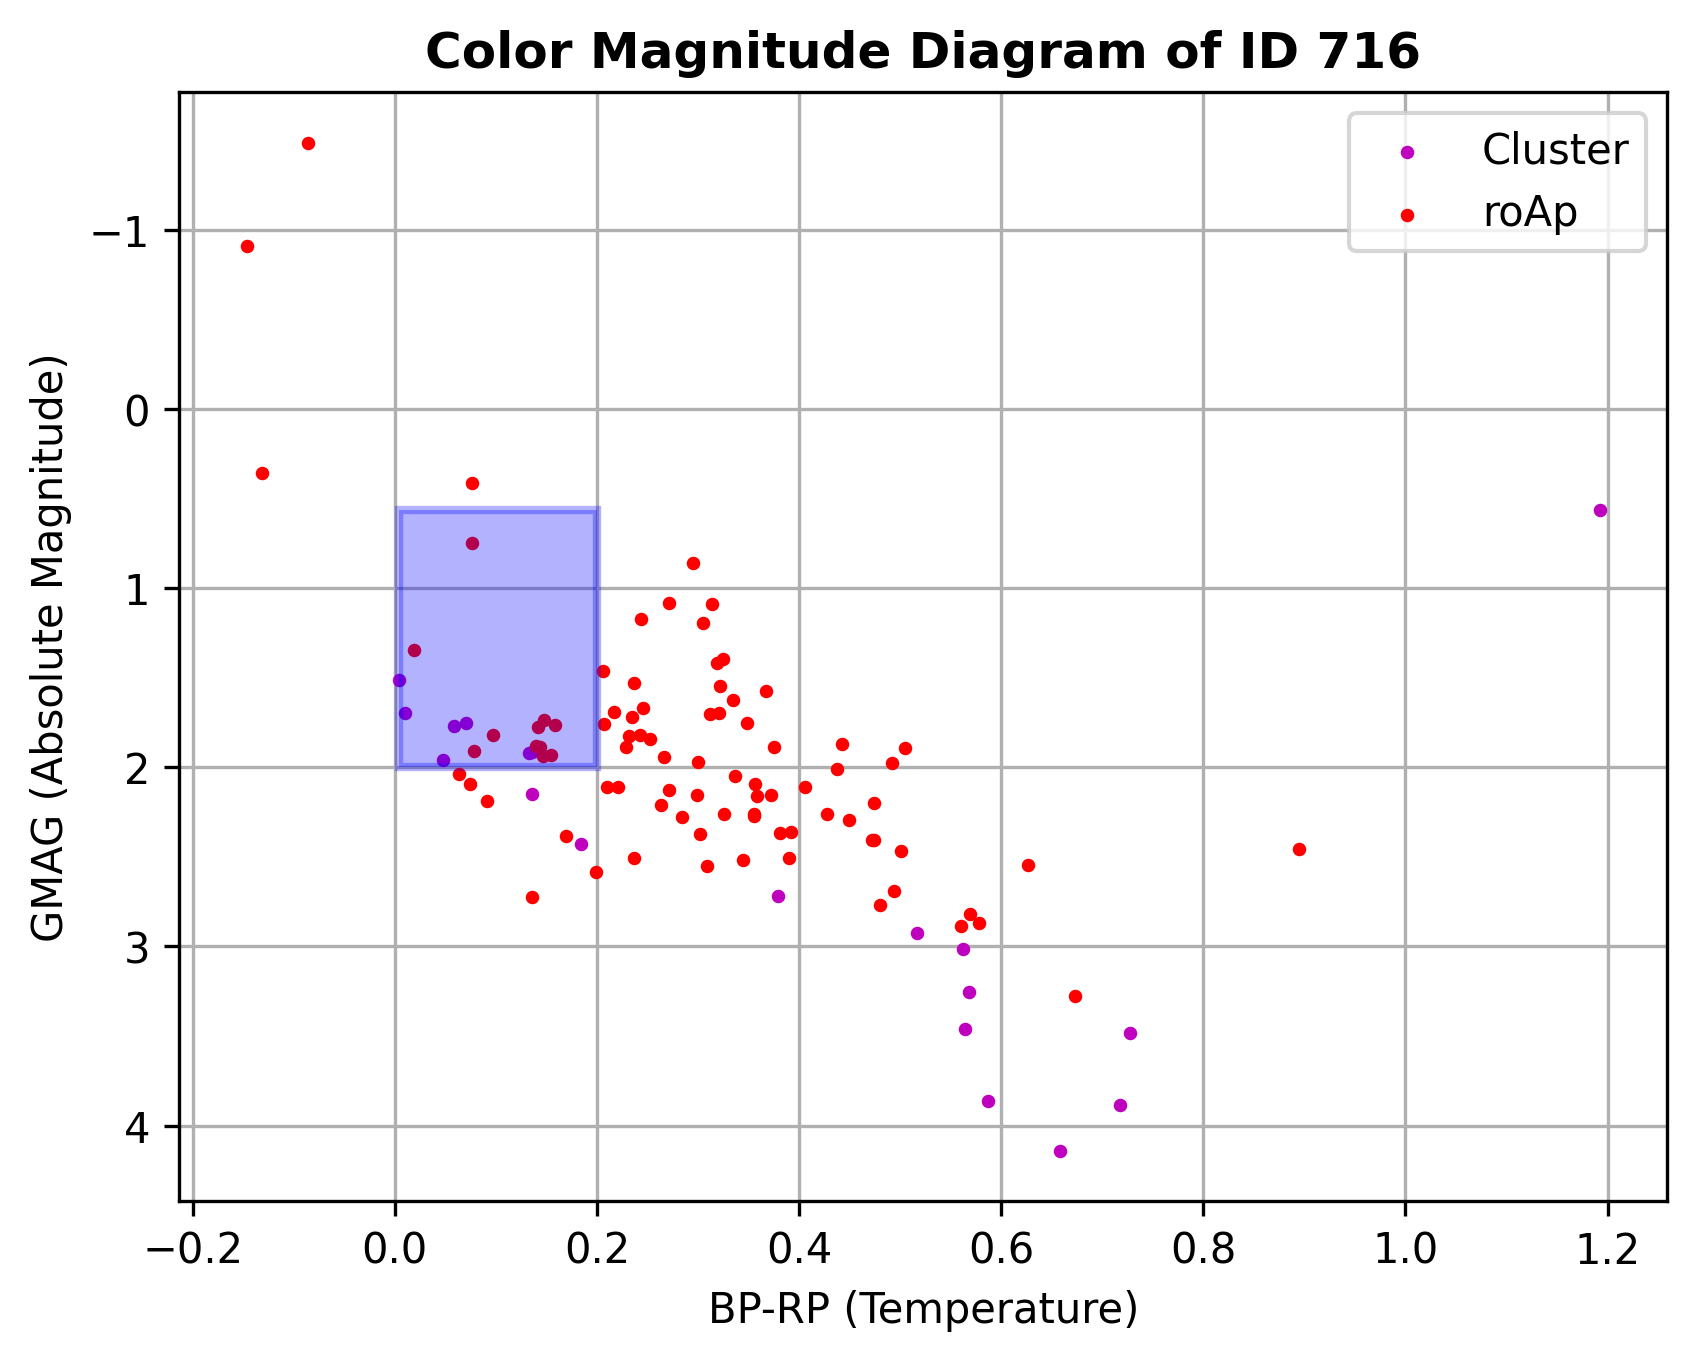 Color Magnitude Diagram of ID 716
Cluster
roAp
−1
0
1
2
3
4
GMAG (Absolute Magnitude)
−0.2 0.0 0.2 0.4 0.6 0.8 1.0 1.2
BP-RP (Temperature)